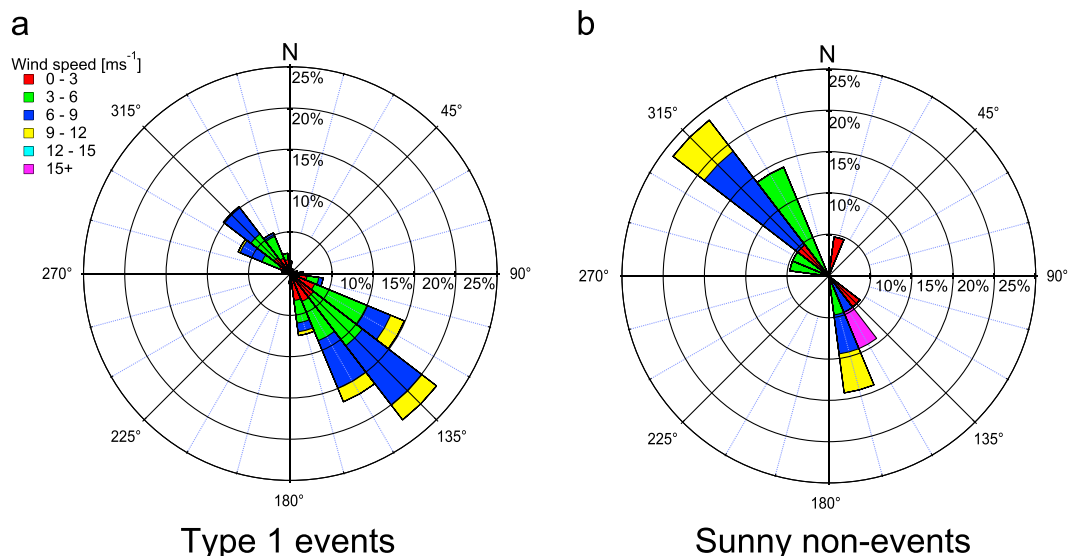 a
b
Wind speed [ms⁻¹]
0 - 3
3 - 6
6 - 9
9 - 12
12 - 15
15+
N
25%
20%
15%
10%
45°
315°
270°
90°
10% 15% 20% 25%
225°
135°
180°
Type 1 events
N
25%
20%
15%
10%
45°
315°
270°
90°
10% 15% 20% 25%
225°
135°
180°
Sunny non-events